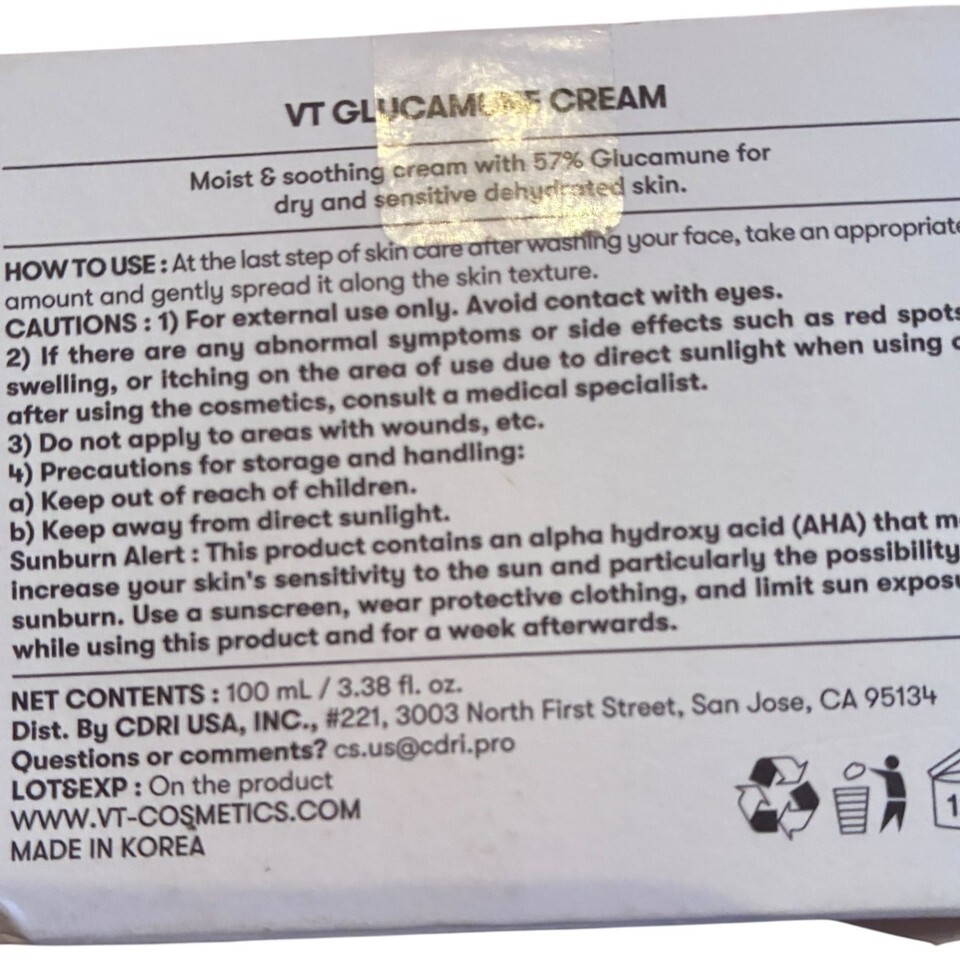 VT GLUCAMUNE CREAM
Moist & soothing cream with 57% Glucamune for
dry and sensitive dehydrated skin.
HOW TO USE : At the last step of skin care after washing your face, take an appropriate
amount and gently spread it along the skin texture.
CAUTIONS : 1) For external use only. Avoid contact with eyes.
2) If there are any abnormal symptoms or side effects such as red spots
swelling, or itching on the area of use due to direct sunlight when using
after using the cosmetics, consult a medical specialist.
3) Do not apply to areas with wounds, etc.
4) Precautions for storage and handling:
a) Keep out of reach of children.
b) Keep away from direct sunlight.
Sunburn Alert : This product contains an alpha hydroxy acid (AHA) that
increase your skin's sensitivity to the sun and particularly the possibility
sunburn. Use a sunscreen, wear protective clothing, and limit sun
while using this product and for a week afterwards.
NET CONTENTS : 100 mL / 3.38 fl. oz.
Dist. By CDRI USA, INC., #221, 3003 North First Street, San Jose, CA 95134
Questions or comments? cs.us@cdri.pro
LOT&EXP : On the product
WWW.VT-COSMETICS.COM
MADE IN KOREA